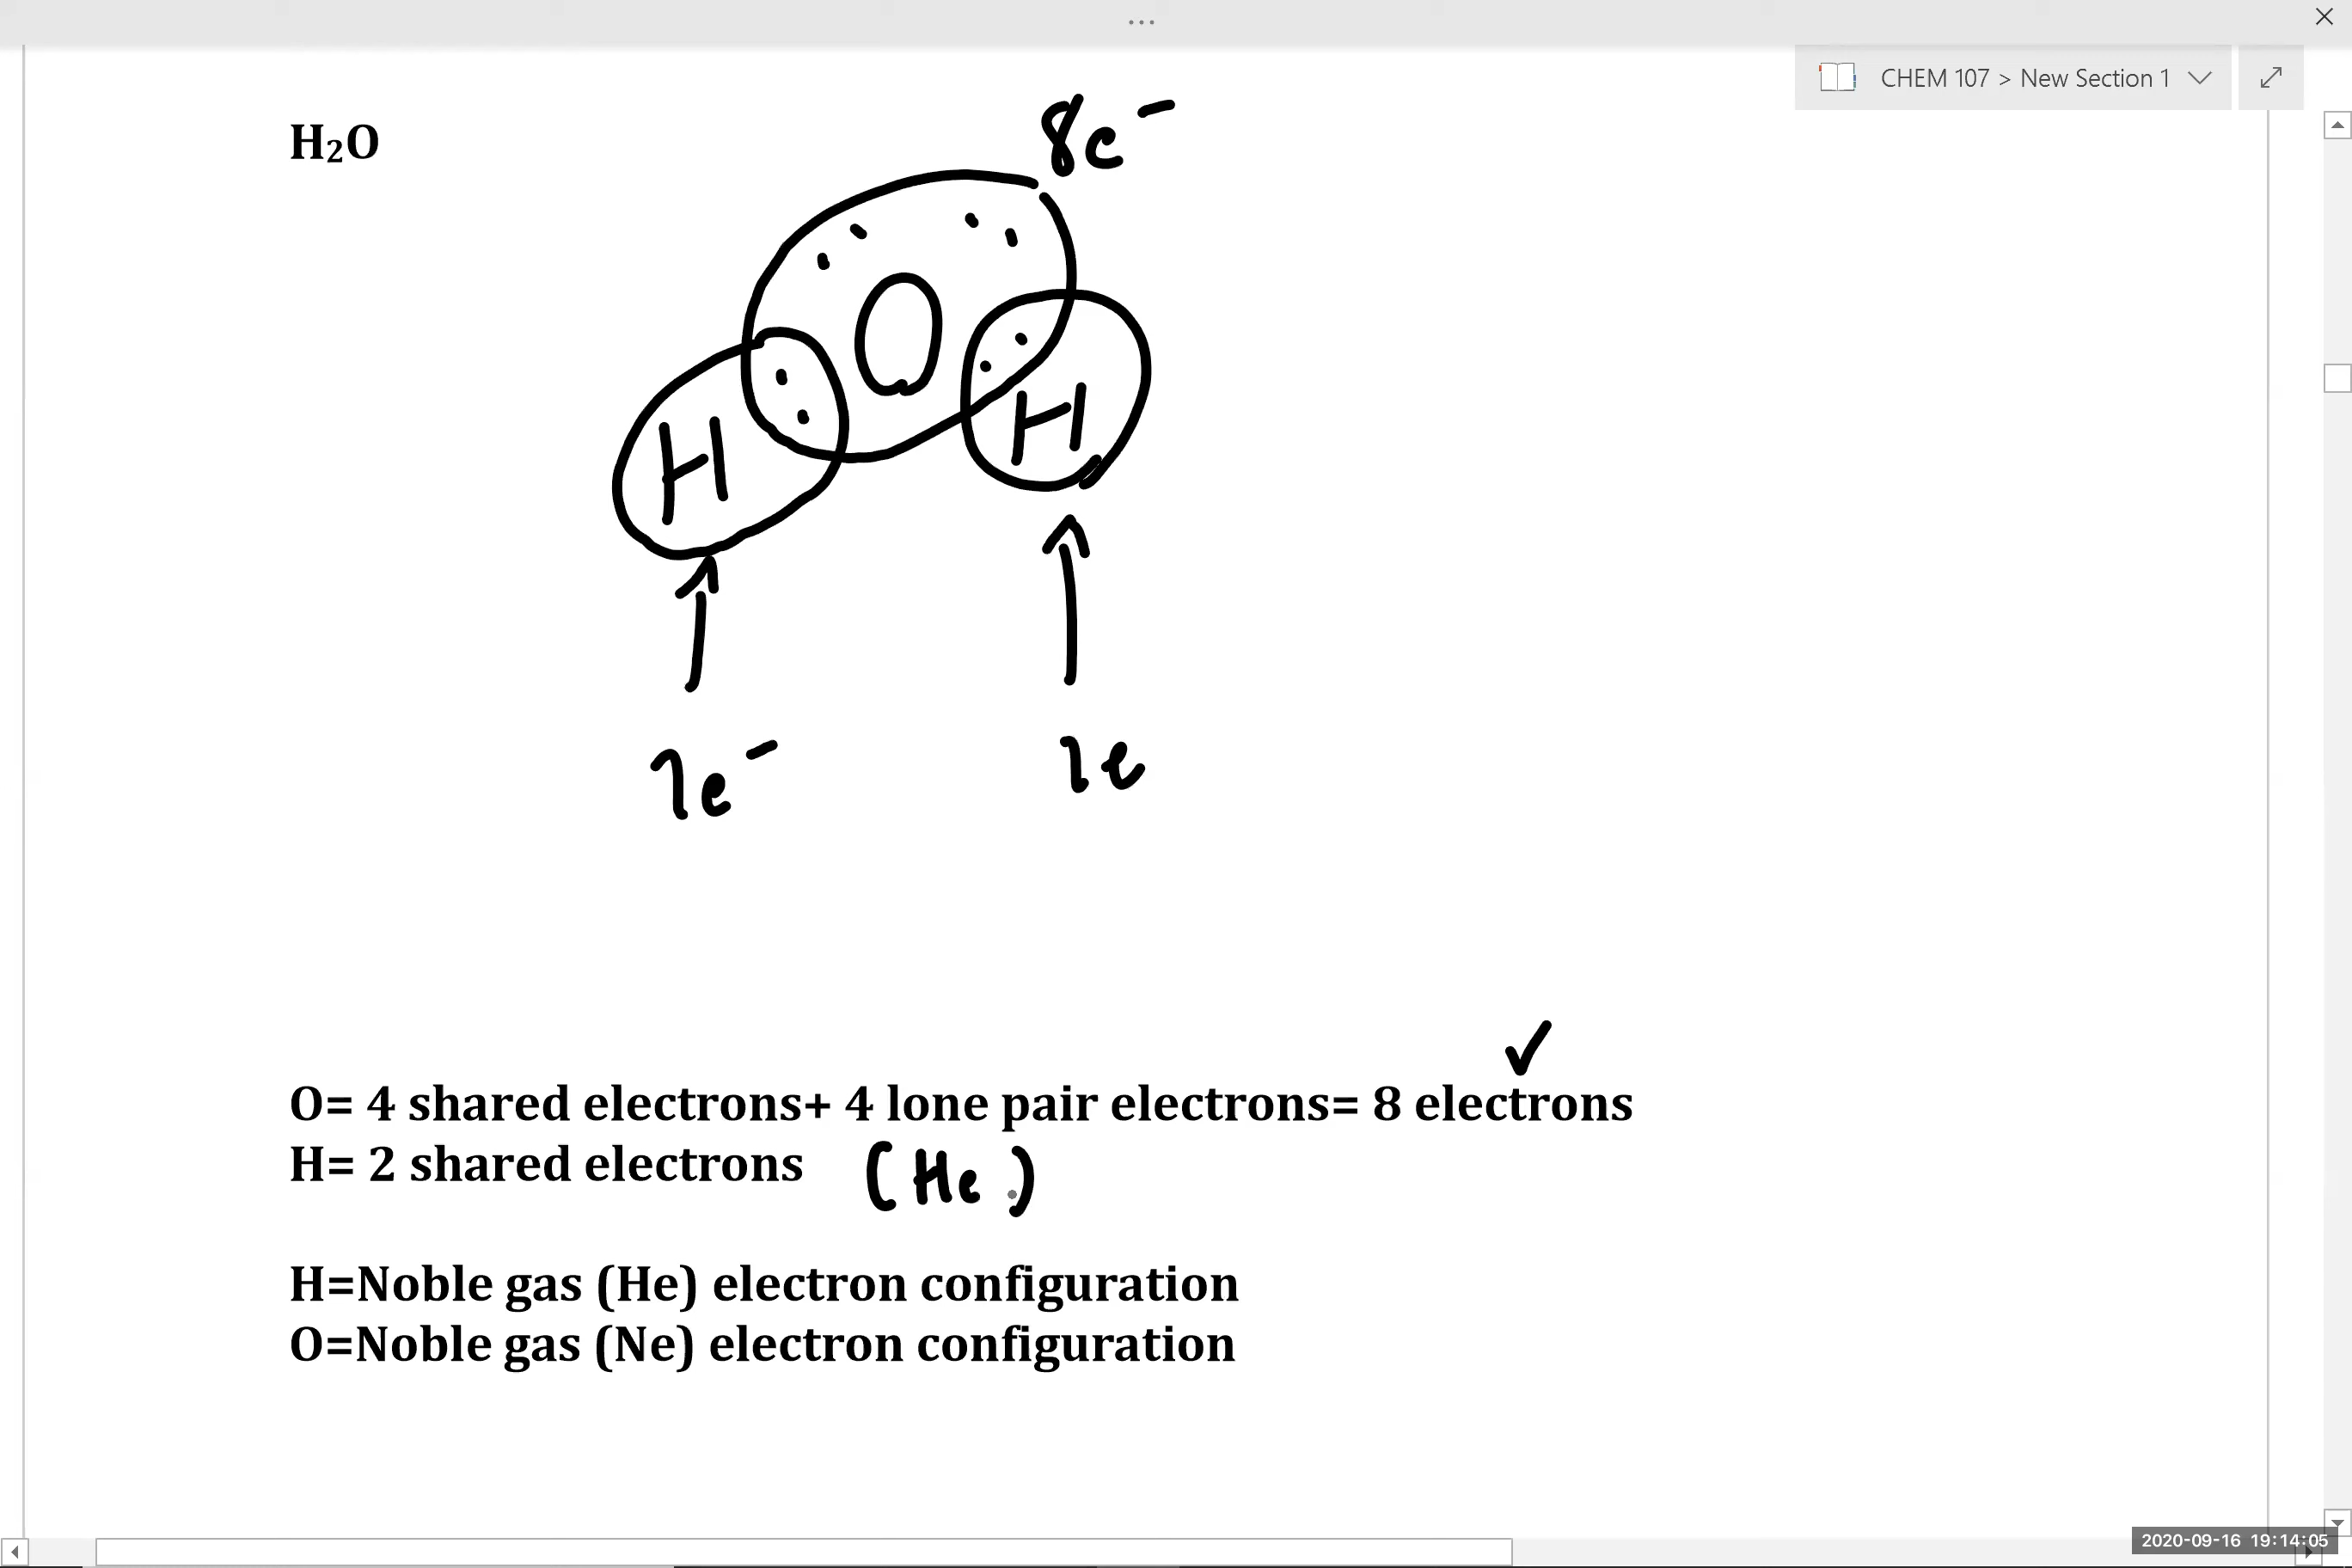 CHEM 107 > New Section 1
H₂O
8e⁻
O
H
H
1e⁻
1e
O= 4 shared electrons+ 4 lone pair electrons= 8 electrons
H= 2 shared electrons (He)
H=Noble gas (He) electron configuration
O=Noble gas (Ne) electron configuration
2020-09-16 19:14:05